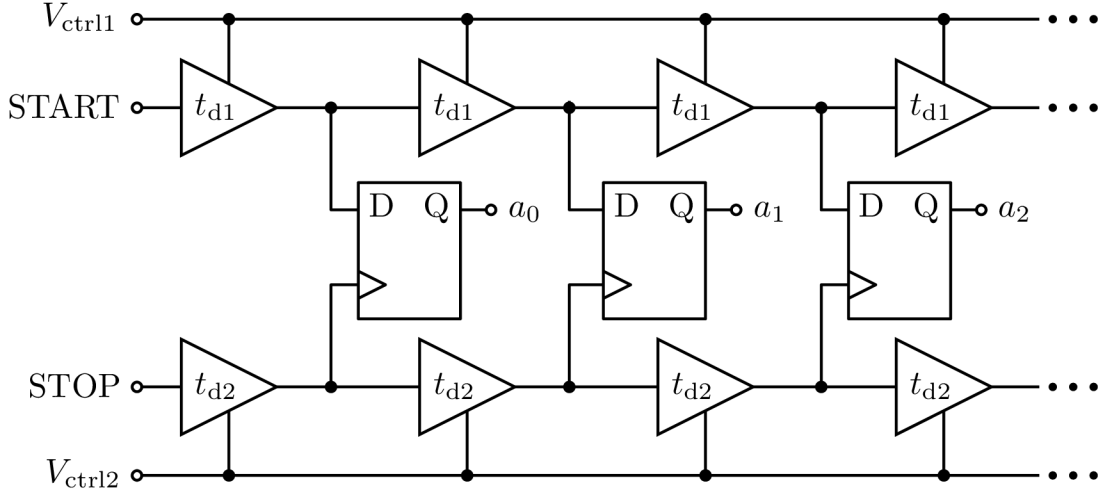 V_ctrl1
START t_d1 t_d1 t_d1 t_d1
D Q a_0 D Q a_1 D Q a_2
STOP t_d2 t_d2 t_d2 t_d2
V_ctrl2